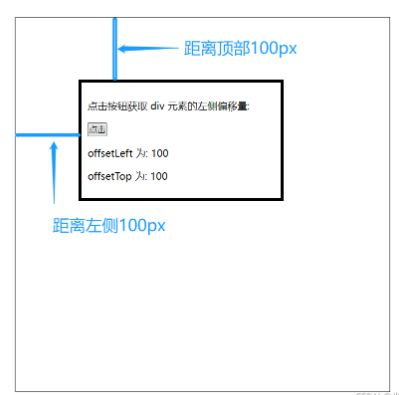 距离顶部100px
点击按钮获取 div 元素的左侧偏移量:
点击
offsetLeft 为: 100
offsetTop 为: 100
距离左侧100px